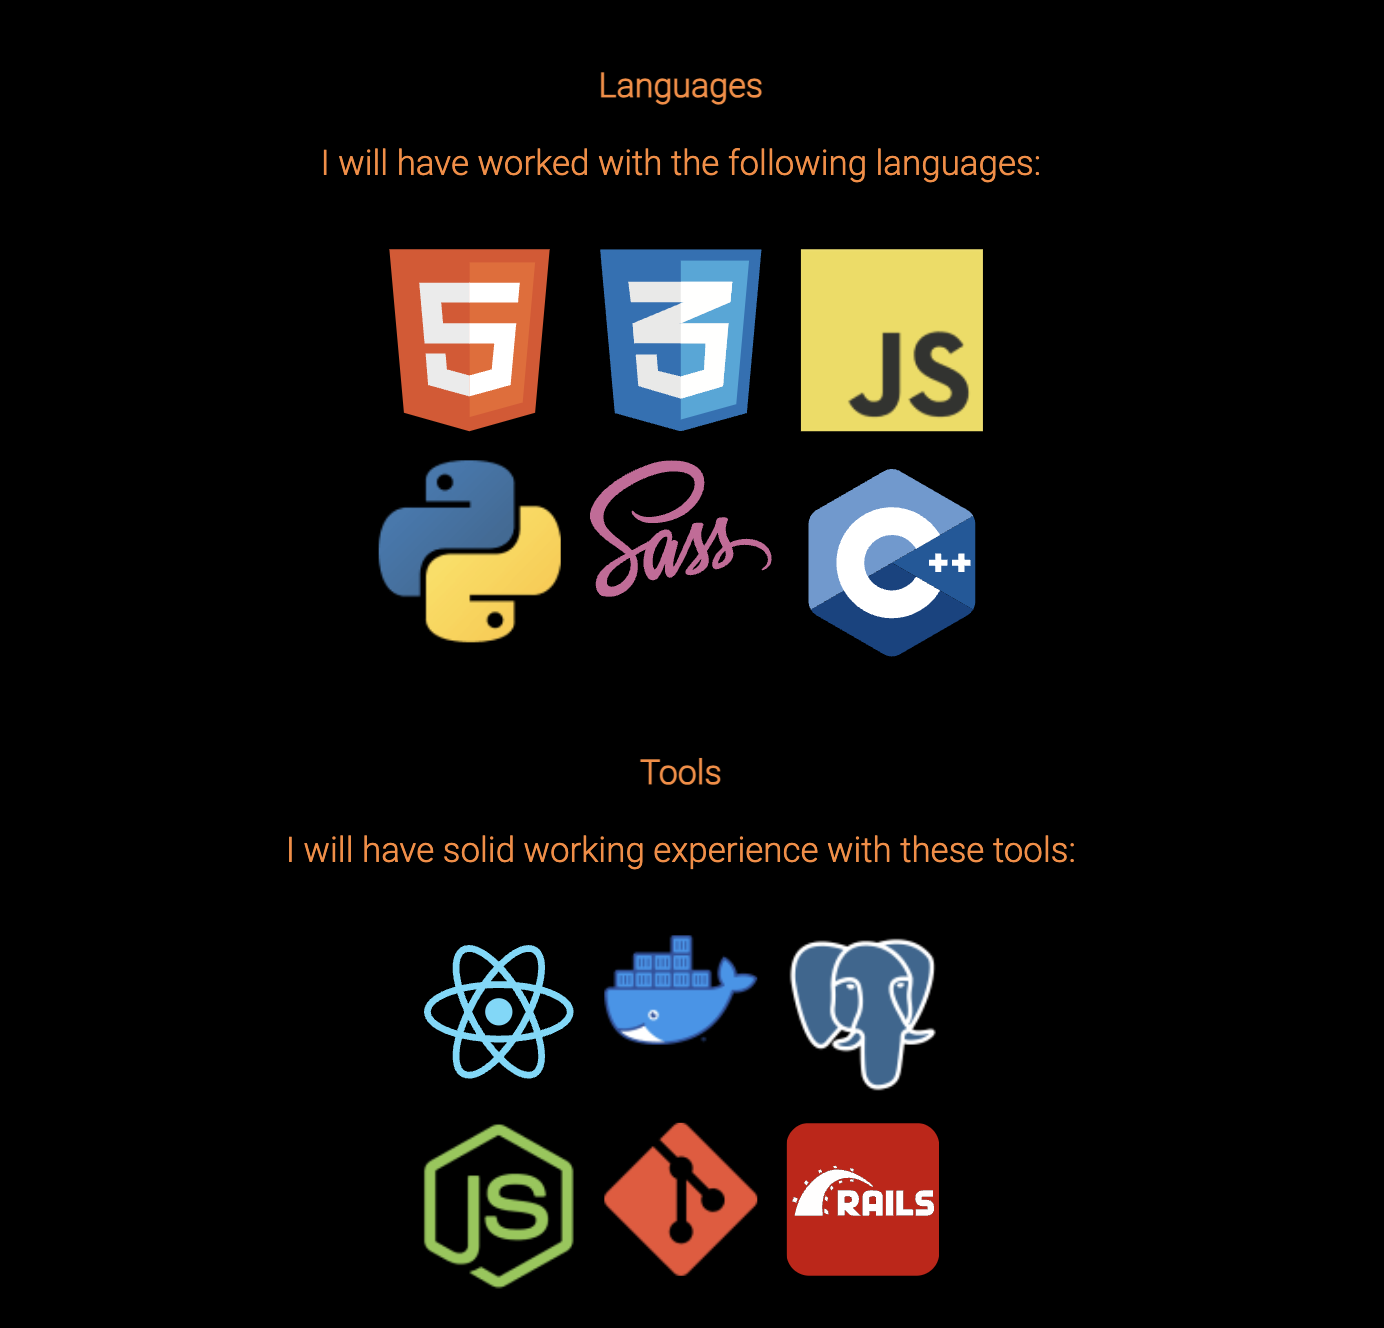 Languages
I will have worked with the following languages:
5
3
JS
Sass
C++
Tools
I will have solid working experience with these tools:
JS
RAILS